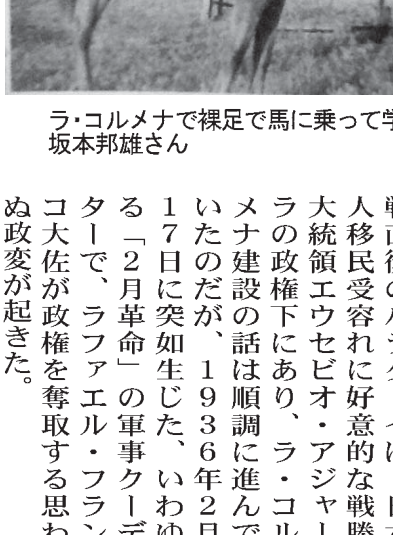 ラ・コルメナで裸足で馬に乗って学
坂本邦雄さん
人移民受容れに好意的な戦勝
大統領エウセビオ・アジャー
ラの政権下にあり、ラ・コル
メナ建設の話は順調に進んで
いたのだが、1936年2月
17日に突如生じた、いわゆ
る「2月革命」の軍事クーデ
ターで、ラファエル・フラン
コ大佐が政権を奪取する思わ
ぬ政変が起きた。